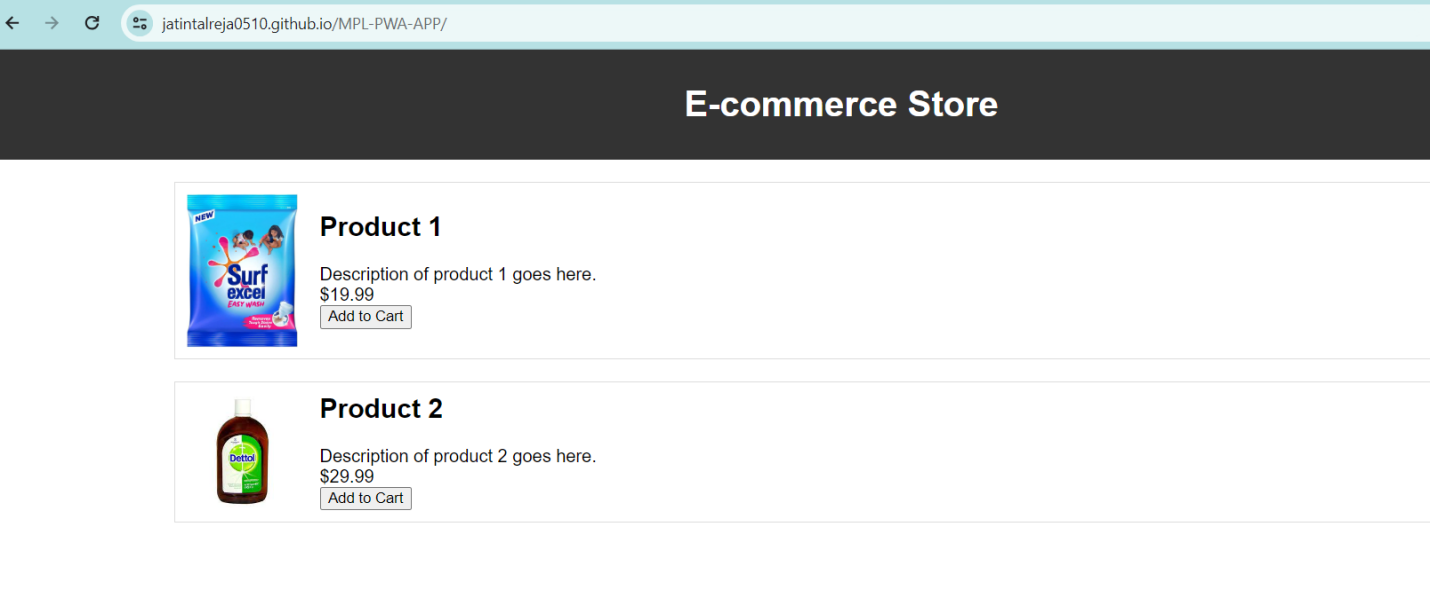 jatintalreja0510.github.io/MPL-PWA-APP/
E-commerce Store
NEW
Surf
excel
EASY WASH
Product 1
Description of product 1 goes here.
$19.99
Add to Cart
Dettol
Product 2
Description of product 2 goes here.
$29.99
Add to Cart